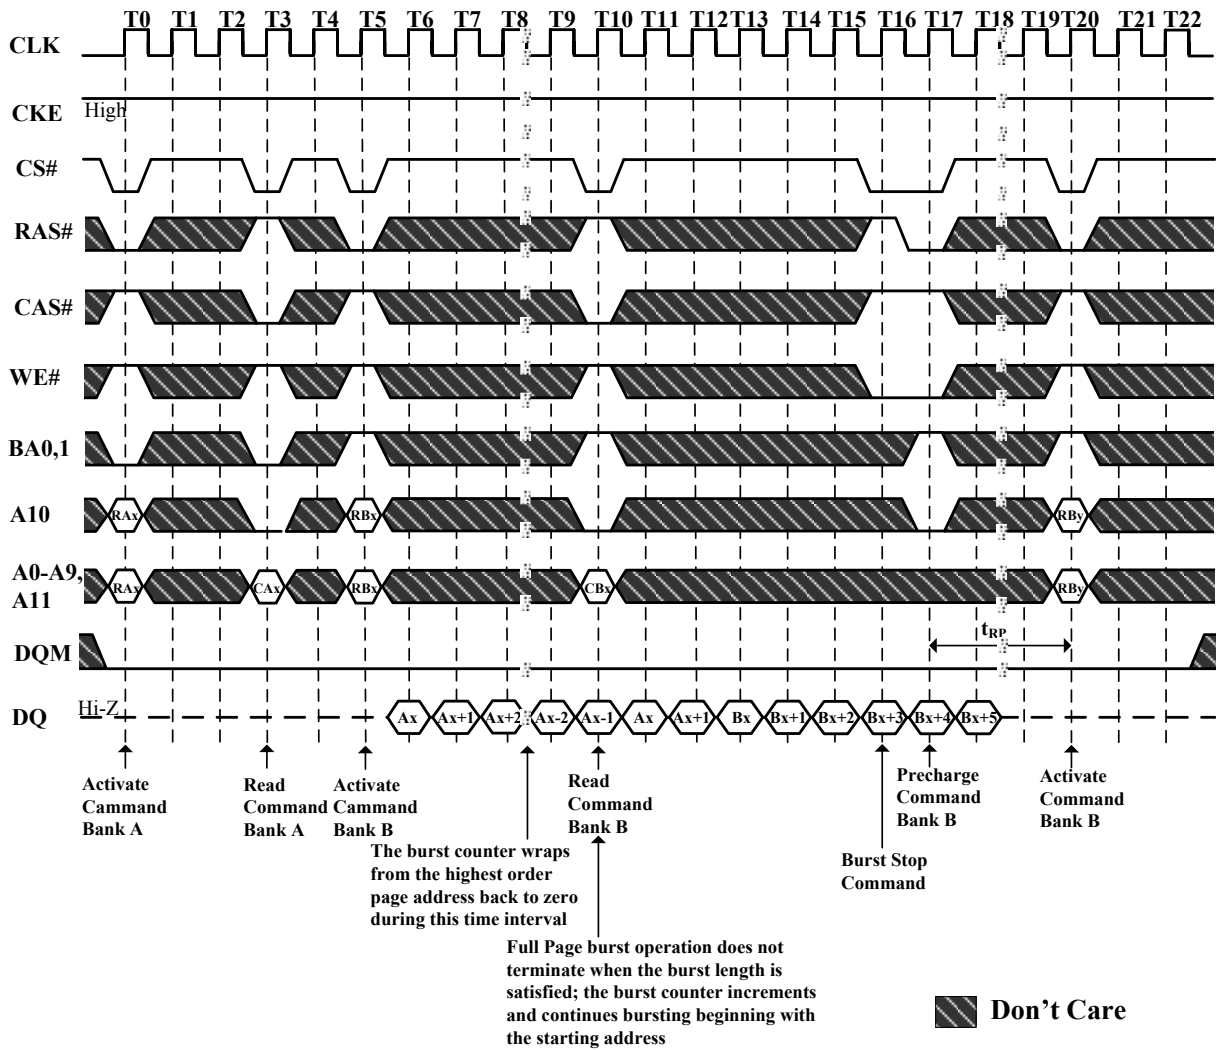 T0 T1 T2 T3 T4 T5 T6 T7 T8 T9 T10 T11 T12 T13 T14 T15 T16 T17 T18 T19 T20 T21 T22
CLK
CKE High
CS#
RAS#
CAS#
WE#
BA0,1
A10 RAx RBx RBy
A0-A9,
A11 RAx CAx RBx CBx RBy
DQM tRP
DQ Hi-Z Ax Ax+1 Ax+2 Ax-2 Ax-1 Ax Ax+1 Bx Bx+1 Bx+2 Bx+3 Bx+4 Bx+5
Activate
Cammand
Bank A
Read
Command
Bank A
Activate
Cammand
Bank B
The burst counter wraps
from the highest order
page address back to zero
during this time interval
Read
Command
Bank B
Full Page burst operation does not
terminate when the burst length is
satisfied; the burst counter increments
and continues bursting beginning with
the starting address
Burst Stop
Command
Precharge
Command
Bank B
Activate
Command
Bank B
Don't Care